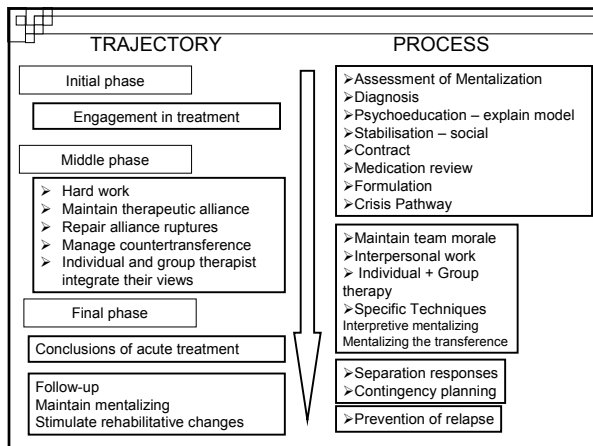 TRAJECTORY
Initial phase
Engagement in treatment
Middle phase
➢ Hard work
➢ Maintain therapeutic alliance
➢ Repair alliance ruptures
➢ Manage countertransference
➢ Individual and group therapist
integrate their views
Final phase
Conclusions of acute treatment
Follow-up
Maintain mentalizing
Stimulate rehabilitative changes
PROCESS
➢Assessment of Mentalization
➢Diagnosis
➢Psychoeducation – explain model
➢Stabilisation – social
➢Contract
➢Medication review
➢Formulation
➢Crisis Pathway
➢Maintain team morale
➢Interpersonal work
➢ Individual + Group
therapy
➢Specific Techniques
Interpretive mentalizing
Mentalizing the transference
➢Separation responses
➢Contingency planning
➢Prevention of relapse